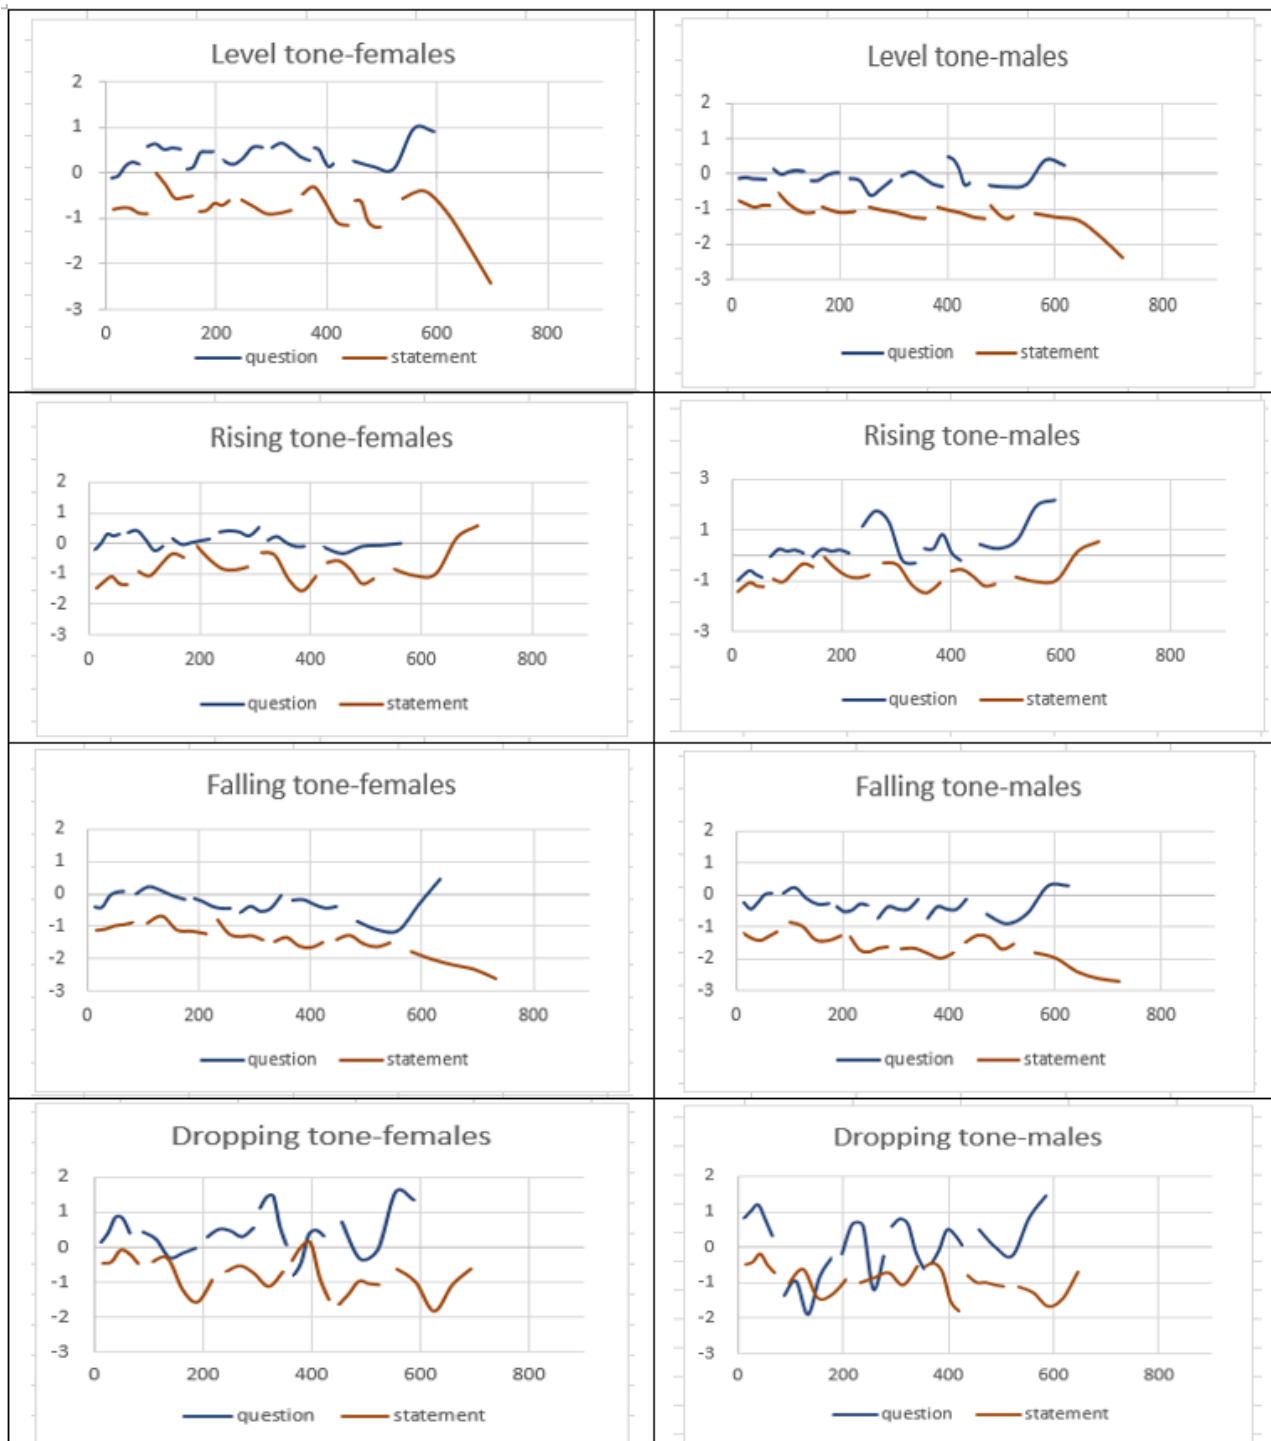 Level tone-females
2
1
0
-1
-2
-3
0 200 400 600 800
question statement
Level tone-males
2
1
0
-1
-2
-3
0 200 400 600 800
question statement
Rising tone-females
2
1
0
-1
-2
-3
0 200 400 600 800
question statement
Rising tone-males
3
1
-1
-3
0 200 400 600 800
question statement
Falling tone-females
2
1
0
-1
-2
-3
0 200 400 600 800
question statement
Falling tone-males
2
1
0
-1
-2
-3
0 200 400 600 800
question statement
Dropping tone-females
2
1
0
-1
-2
-3
0 200 400 600 800
question statement
Dropping tone-males
2
1
0
-1
-2
-3
0 200 400 600 800
question statement